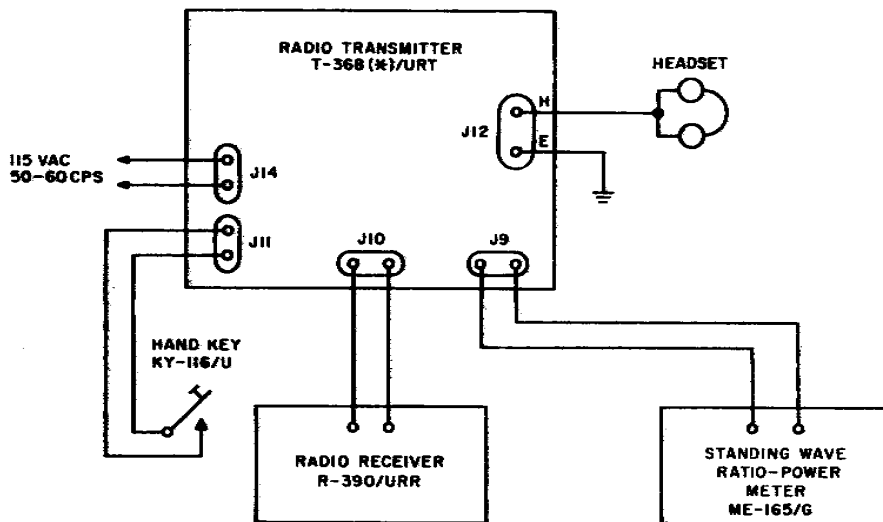 RADIO TRANSMITTER
T-368(*)/URT
HEADSET
H
J12
E
115 VAC
50-60 CPS
J14
J11
J10
J9
HAND KEY
KY-116/U
RADIO RECEIVER
R-390/URR
STANDING WAVE
RATIO-POWER
METER
ME-165/G